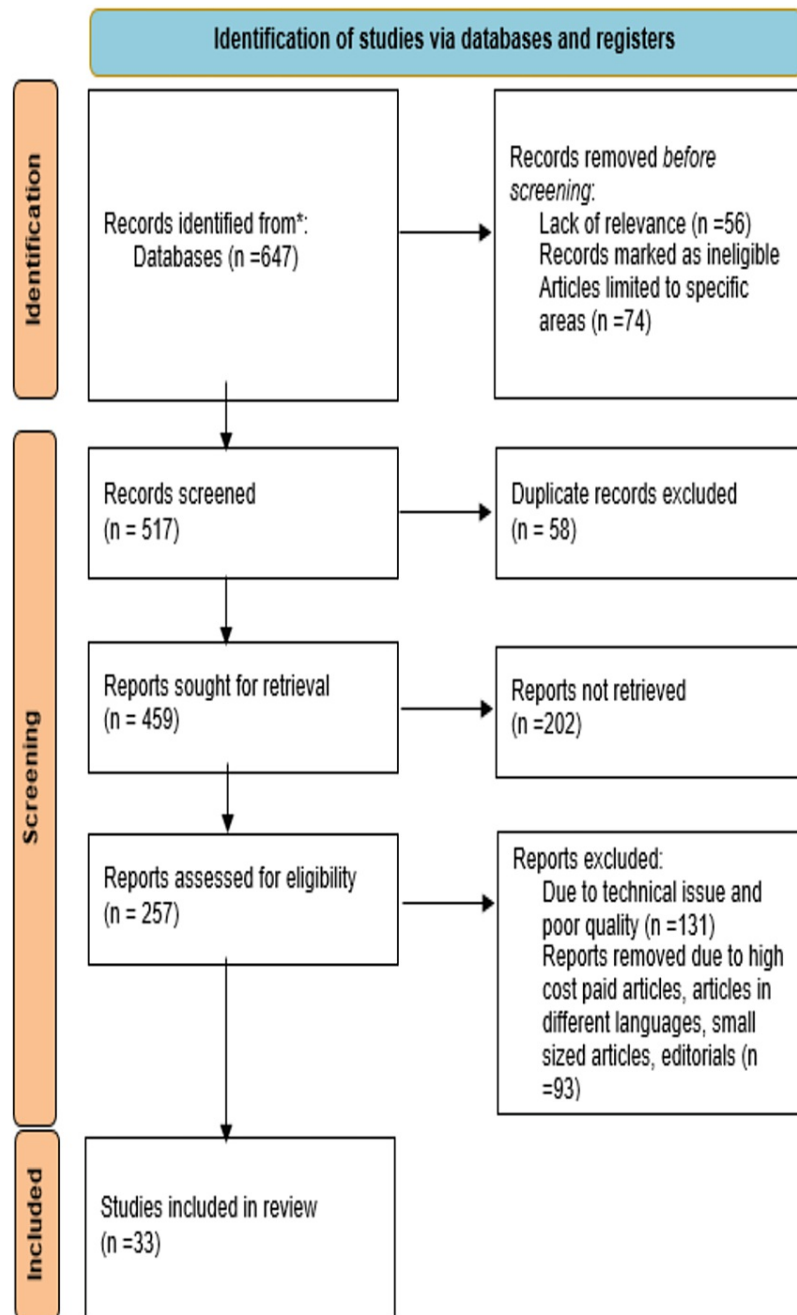 Identification of studies via databases and registers
Identification
Records identified from*:
Databases (n =647)
Records removed before
screening:
Lack of relevance (n =56)
Records marked as ineligible
Articles limited to specific
areas (n =74)
Screening
Records screened
(n = 517)
Duplicate records excluded
(n = 58)
Reports sought for retrieval
(n = 459)
Reports not retrieved
(n =202)
Reports assessed for eligibility
(n = 257)
Reports excluded:
Due to technical issue and
poor quality (n =131)
Reports removed due to high
cost paid articles, articles in
different languages, small
sized articles, editorials (n
=93)
Included
Studies included in review
(n =33)